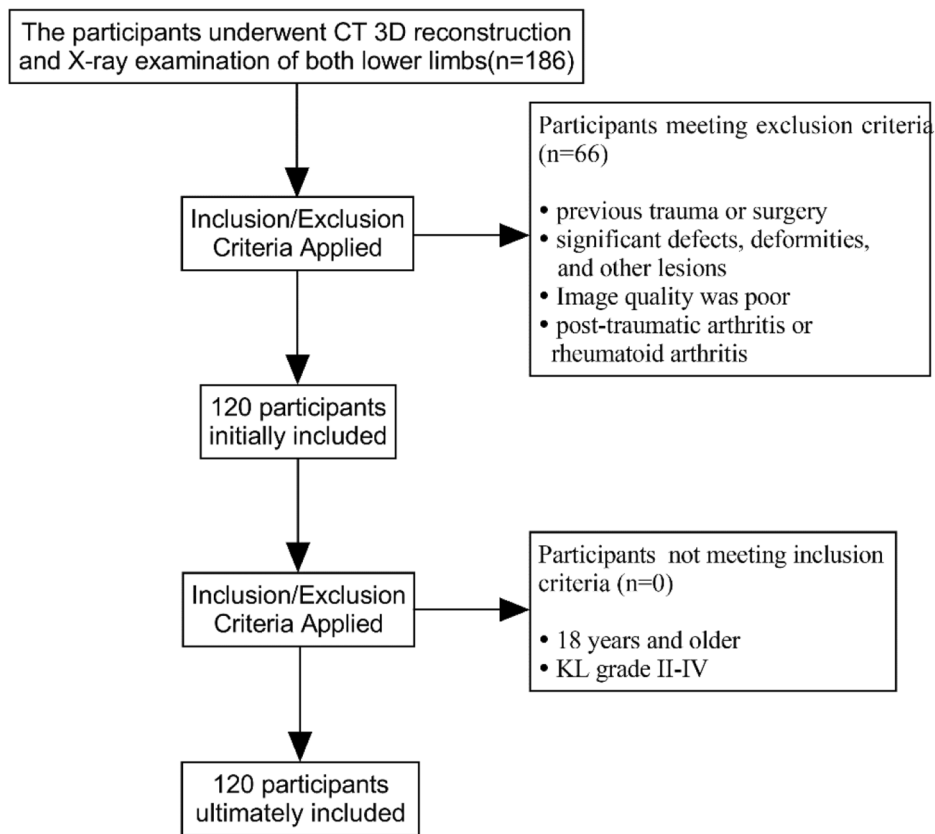 The participants underwent CT 3D reconstruction
and X-ray examination of both lower limbs(n=186)
Participants meeting exclusion criteria
(n=66)
• previous trauma or surgery
• significant defects, deformities,
and other lesions
• Image quality was poor
• post-traumatic arthritis or
rheumatoid arthritis
Inclusion/Exclusion
Criteria Applied
120 participants
initially included
Participants not meeting inclusion
criteria (n=0)
• 18 years and older
• KL grade II-IV
Inclusion/Exclusion
Criteria Applied
120 participants
ultimately included